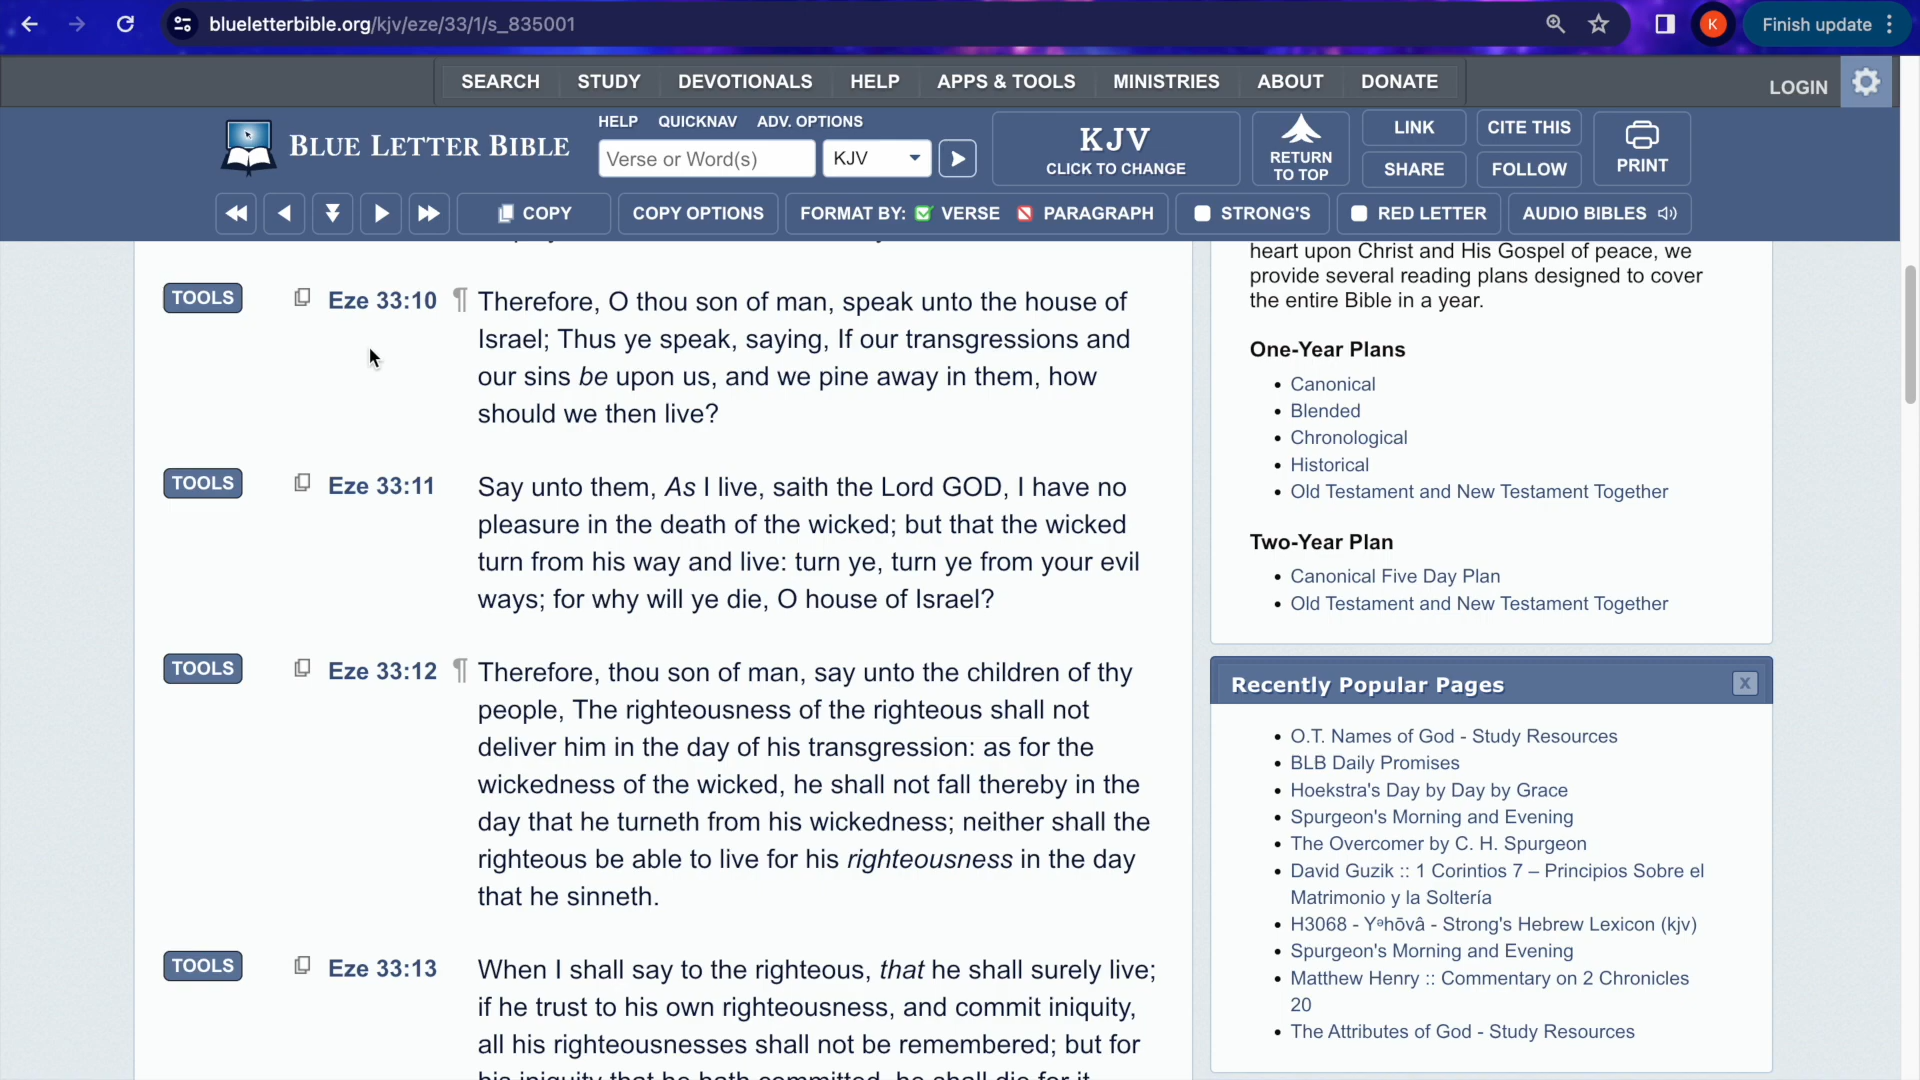 blueletterbible.org/kjv/eze/33/1/s_835001
K
Finish update
SEARCH STUDY DEVOTIONALS HELP APPS & TOOLS MINISTRIES ABOUT DONATE
LOGIN
BLUE LETTER BIBLE
HELP QUICKNAV ADV. OPTIONS
Verse or Word(s)
KJV
KJV
CLICK TO CHANGE
RETURN
TO TOP
LINK
CITE THIS
SHARE
FOLLOW
PRINT
COPY
COPY OPTIONS
FORMAT BY: VERSE PARAGRAPH
STRONG'S
RED LETTER
AUDIO BIBLES
TOOLS
Eze 33:10
¶ Therefore, O thou son of man, speak unto the house of
Israel; Thus ye speak, saying, If our transgressions and
our sins be upon us, and we pine away in them, how
should we then live?
TOOLS
Eze 33:11
Say unto them, As I live, saith the Lord GOD, I have no
pleasure in the death of the wicked; but that the wicked
turn from his way and live: turn ye, turn ye from your evil
ways; for why will ye die, O house of Israel?
TOOLS
Eze 33:12
¶ Therefore, thou son of man, say unto the children of thy
people, The righteousness of the righteous shall not
deliver him in the day of his transgression: as for the
wickedness of the wicked, he shall not fall thereby in the
day that he turneth from his wickedness; neither shall the
righteous be able to live for his righteousness in the day
that he sinneth.
TOOLS
Eze 33:13
When I shall say to the righteous, that he shall surely live;
if he trust to his own righteousness, and commit iniquity,
all his righteousnesses shall not be remembered; but for
his iniquity that he hath committed, he shall die for it.
heart upon Christ and His Gospel of peace, we
provide several reading plans designed to cover
the entire Bible in a year.
One-Year Plans
• Canonical
• Blended
• Chronological
• Historical
• Old Testament and New Testament Together
Two-Year Plan
• Canonical Five Day Plan
• Old Testament and New Testament Together
Recently Popular Pages
X
• O.T. Names of God - Study Resources
• BLB Daily Promises
• Hoekstra's Day by Day by Grace
• Spurgeon's Morning and Evening
• The Overcomer by C. H. Spurgeon
• David Guzik :: 1 Corintios 7 – Principios Sobre el
Matrimonio y la Soltería
• H3068 - Yᵊhōvâ - Strong's Hebrew Lexicon (kjv)
• Spurgeon's Morning and Evening
• Matthew Henry :: Commentary on 2 Chronicles
20
• The Attributes of God - Study Resources